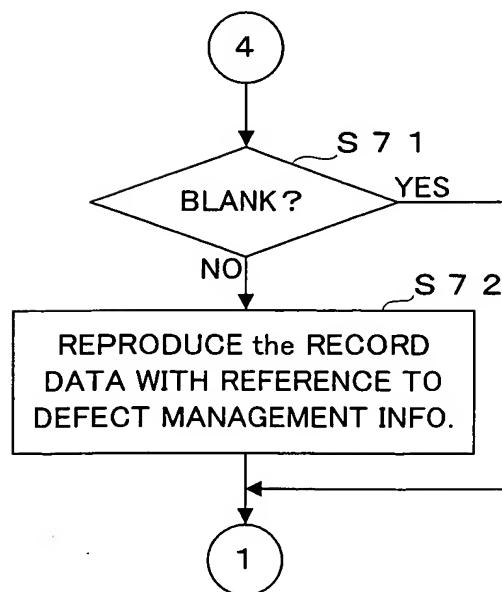 4
S 7 1
BLANK?
YES
NO
S 7 2
REPRODUCE the RECORD
DATA WITH REFERENCE TO
DEFECT MANAGEMENT INFO.
1